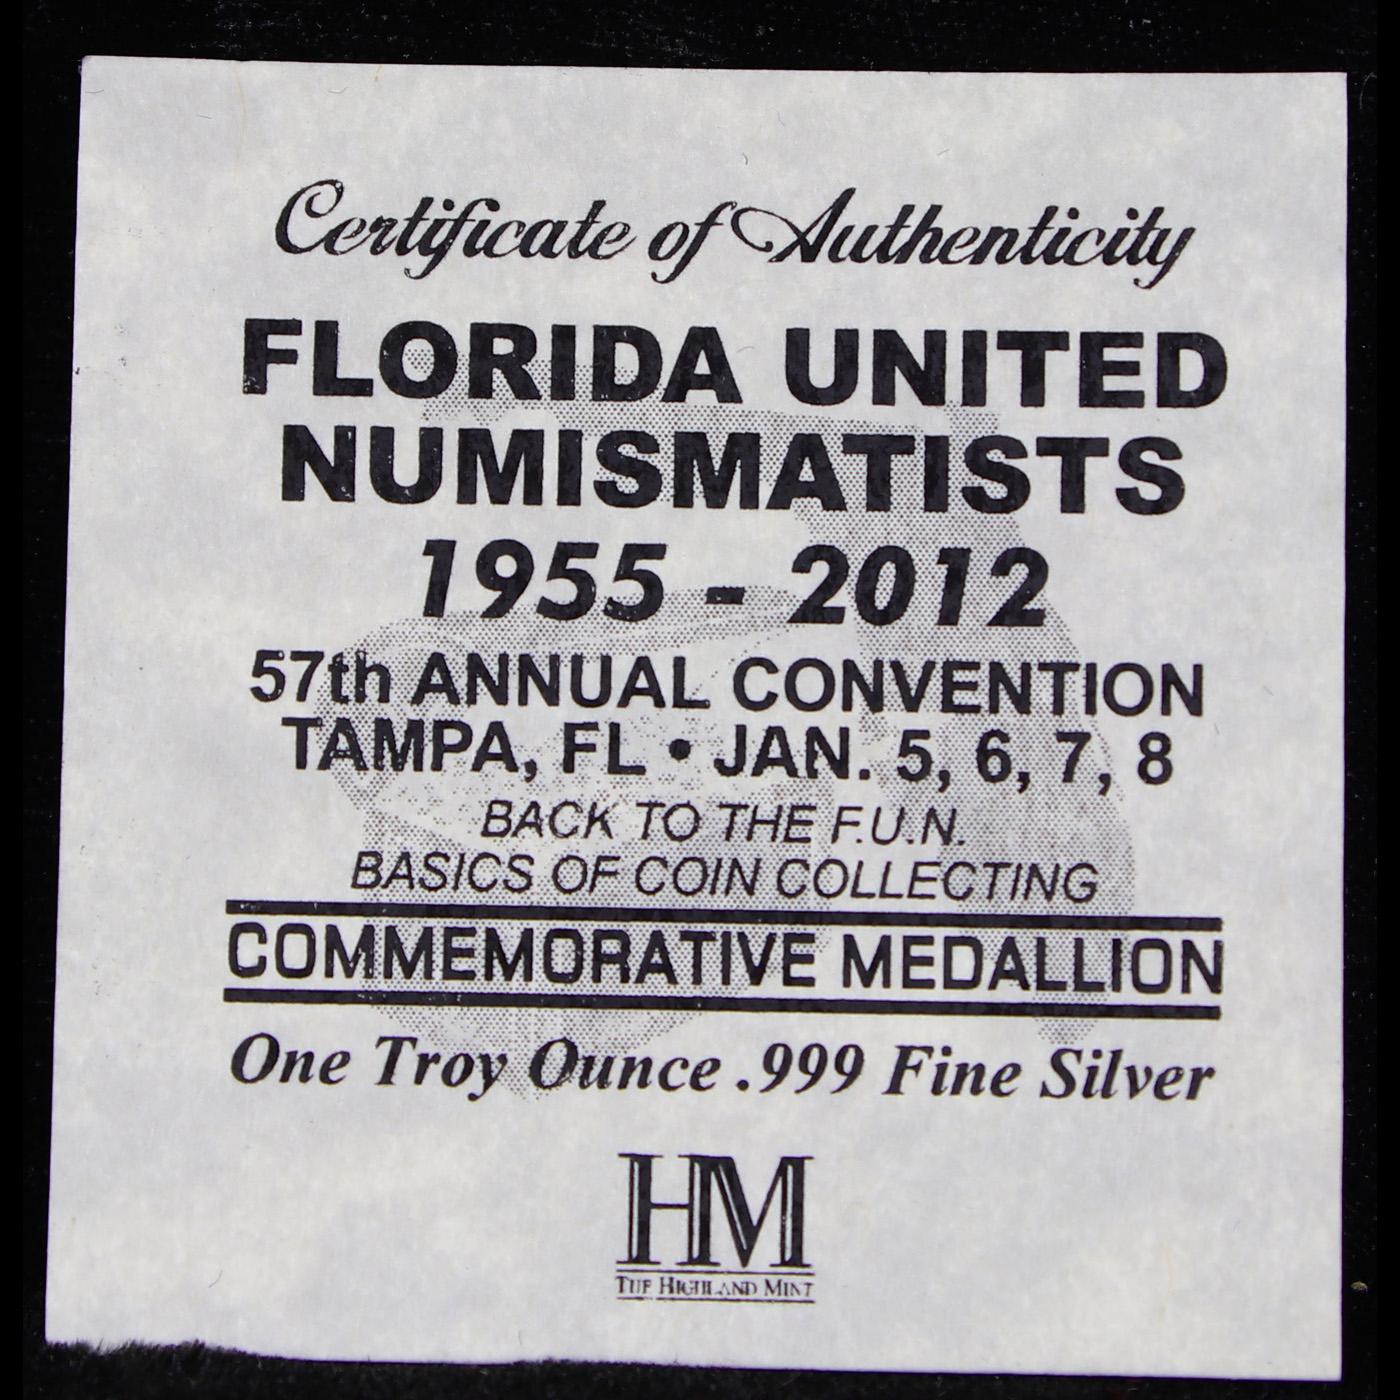 Certificate of Authenticity
FLORIDA UNITED
NUMISMATISTS
1955 - 2012
57th ANNUAL CONVENTION
TAMPA, FL • JAN. 5, 6, 7, 8
BACK TO THE F.U.N.
BASICS OF COIN COLLECTING
COMMEMORATIVE MEDALLION
One Troy Ounce .999 Fine Silver
HM
THE HIGHLAND MINT